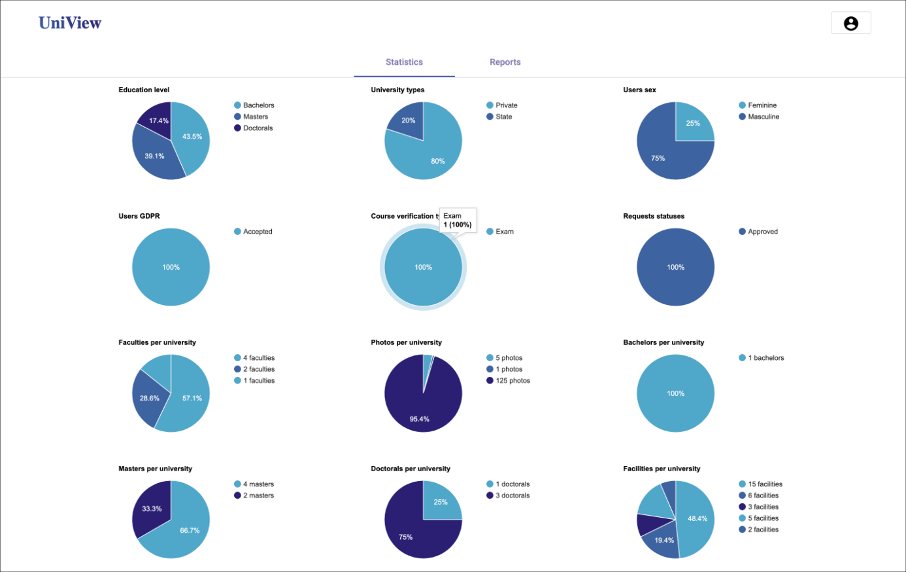 UniView
Statistics
Reports
Education level
17.4%
43.5%
39.1%
Bachelors
Masters
Doctorals
University types
20%
80%
Private
State
Users sex
25%
75%
Feminine
Masculine
Users GDPR
100%
Accepted
Course verification t
Exam
1 (100%)
100%
Exam
Requests statuses
100%
Approved
Faculties per university
28.6%
57.1%
4 faculties
2 faculties
1 faculties
Photos per university
95.4%
5 photos
1 photos
125 photos
Bachelors per university
100%
1 bachelors
Masters per university
33.3%
66.7%
4 masters
2 masters
Doctorals per university
25%
75%
1 doctorals
3 doctorals
Facilities per university
48.4%
19.4%
15 facilities
6 facilities
3 facilities
5 facilities
2 facilities